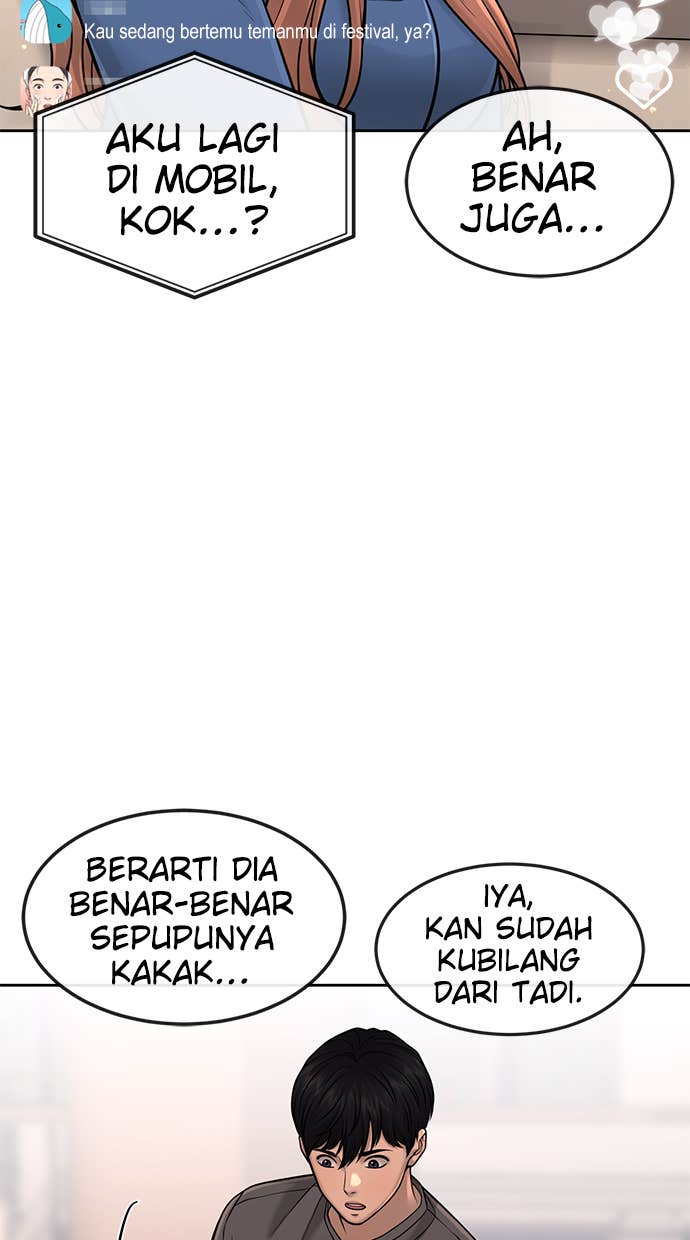 Kau sedang bertemu temanmu di festival, ya?
AKU LAGI
DI MOBIL,
KOK...?
AH,
BENAR
JUGA...
BERARTI DIA
BENAR-BENAR
SEPUPUNYA
KAKAK...
IYA,
KAN SUDAH
KUBILANG
DARI TADI.